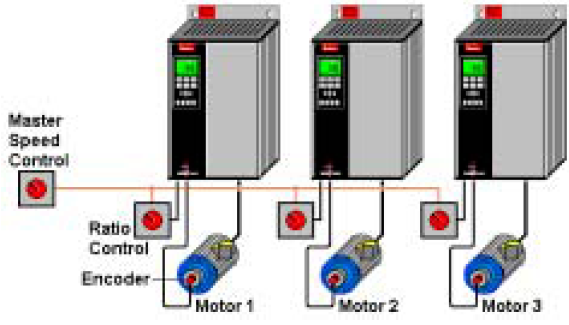 Master
Speed
Control
Ratio
Control
Encoder
Motor 1
Motor 2
Motor 3